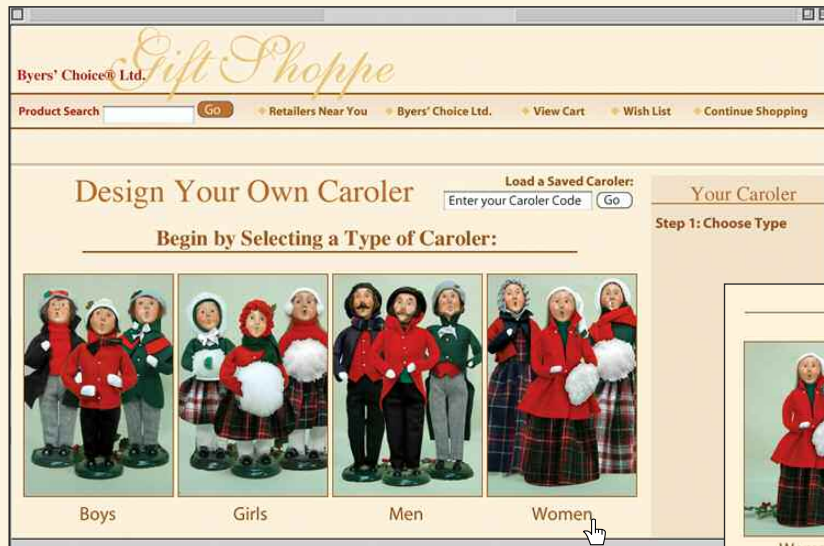 Gift Shoppe
Byers' Choice® Ltd.
Product Search Go Retailers Near You Byers' Choice Ltd. View Cart Wish List Continue Shopping
Design Your Own Caroler
Load a Saved Caroler:
Enter your Caroler Code Go
Your Caroler
Step 1: Choose Type
Begin by Selecting a Type of Caroler:
Boys Girls Men Women